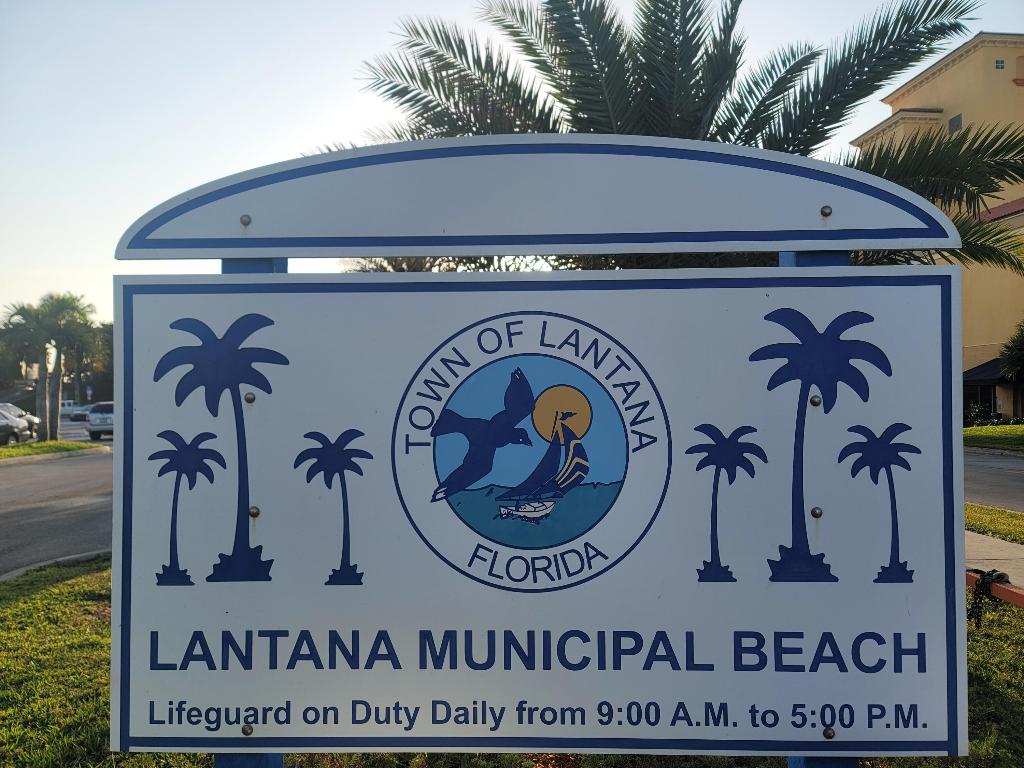 TOWN OF LANTANA
FLORIDA
LANTANA MUNICIPAL BEACH
Lifeguard on Duty Daily from 9:00 A.M. to 5:00 P.M.